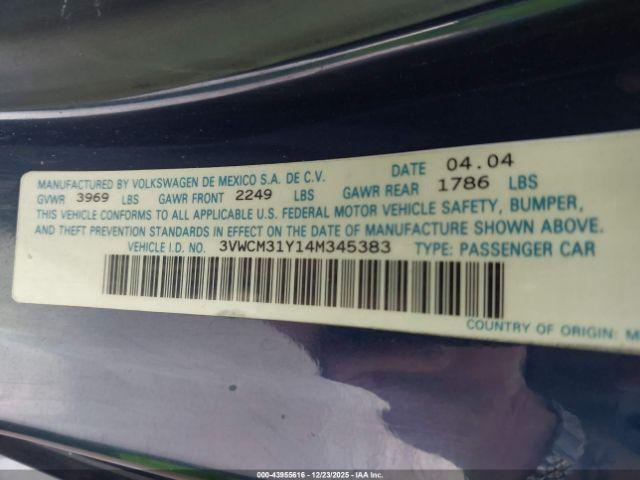 MANUFACTURED BY VOLKSWAGEN DE MEXICO S.A. DE C.V. DATE 04.04
GVWR 3969 LBS GAWR FRONT 2249 LBS GAWR REAR 1786 LBS
THIS VEHICLE CONFORMS TO ALL APPLICABLE U.S. FEDERAL MOTOR VEHICLE SAFETY, BUMPER,
AND THEFT PREVENTION STANDARDS IN EFFECT ON THE DATE OF MANUFACTURE SHOWN ABOVE.
VEHICLE I.D. NO. 3VWCM31Y14M345383 TYPE: PASSENGER CAR
COUNTRY OF ORIGIN: M
000-43955616 - 12/23/2025 - IAAI.com